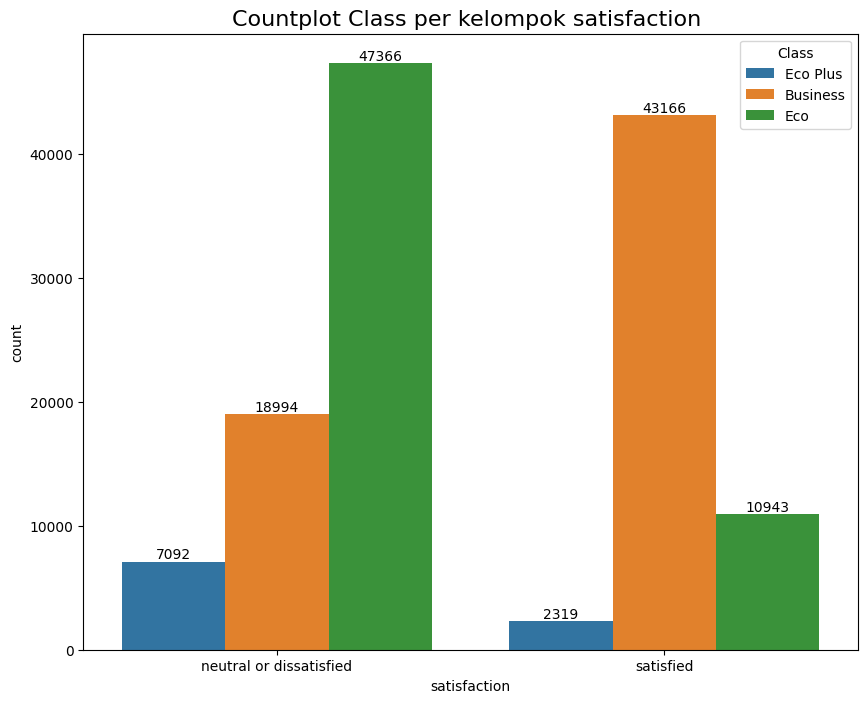 Countplot Class per kelompok satisfaction
Class
Eco Plus
Business
Eco
47366
43166
18994
10943
7092
2319
40000
30000
20000
10000
0
count
neutral or dissatisfied
satisfied
satisfaction